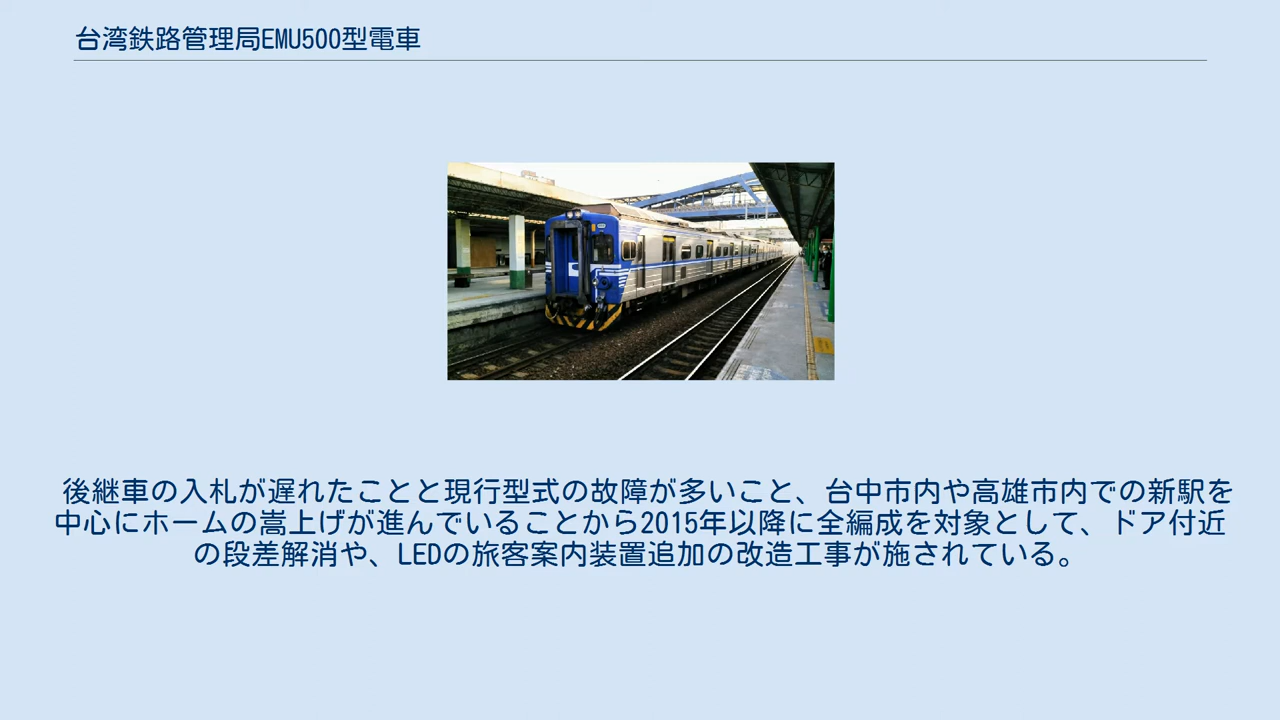 台湾鉄路管理局EMU500型電車
後継車の入札が遅れたことと現行型式の故障が多いこと、台中市内や高雄市内での新駅を
中心にホームの嵩上げが進んでいることから2015年以降に全編成を対象として、ドア付近
の段差解消や、LEDの旅客案内装置追加の改造工事が施されている。